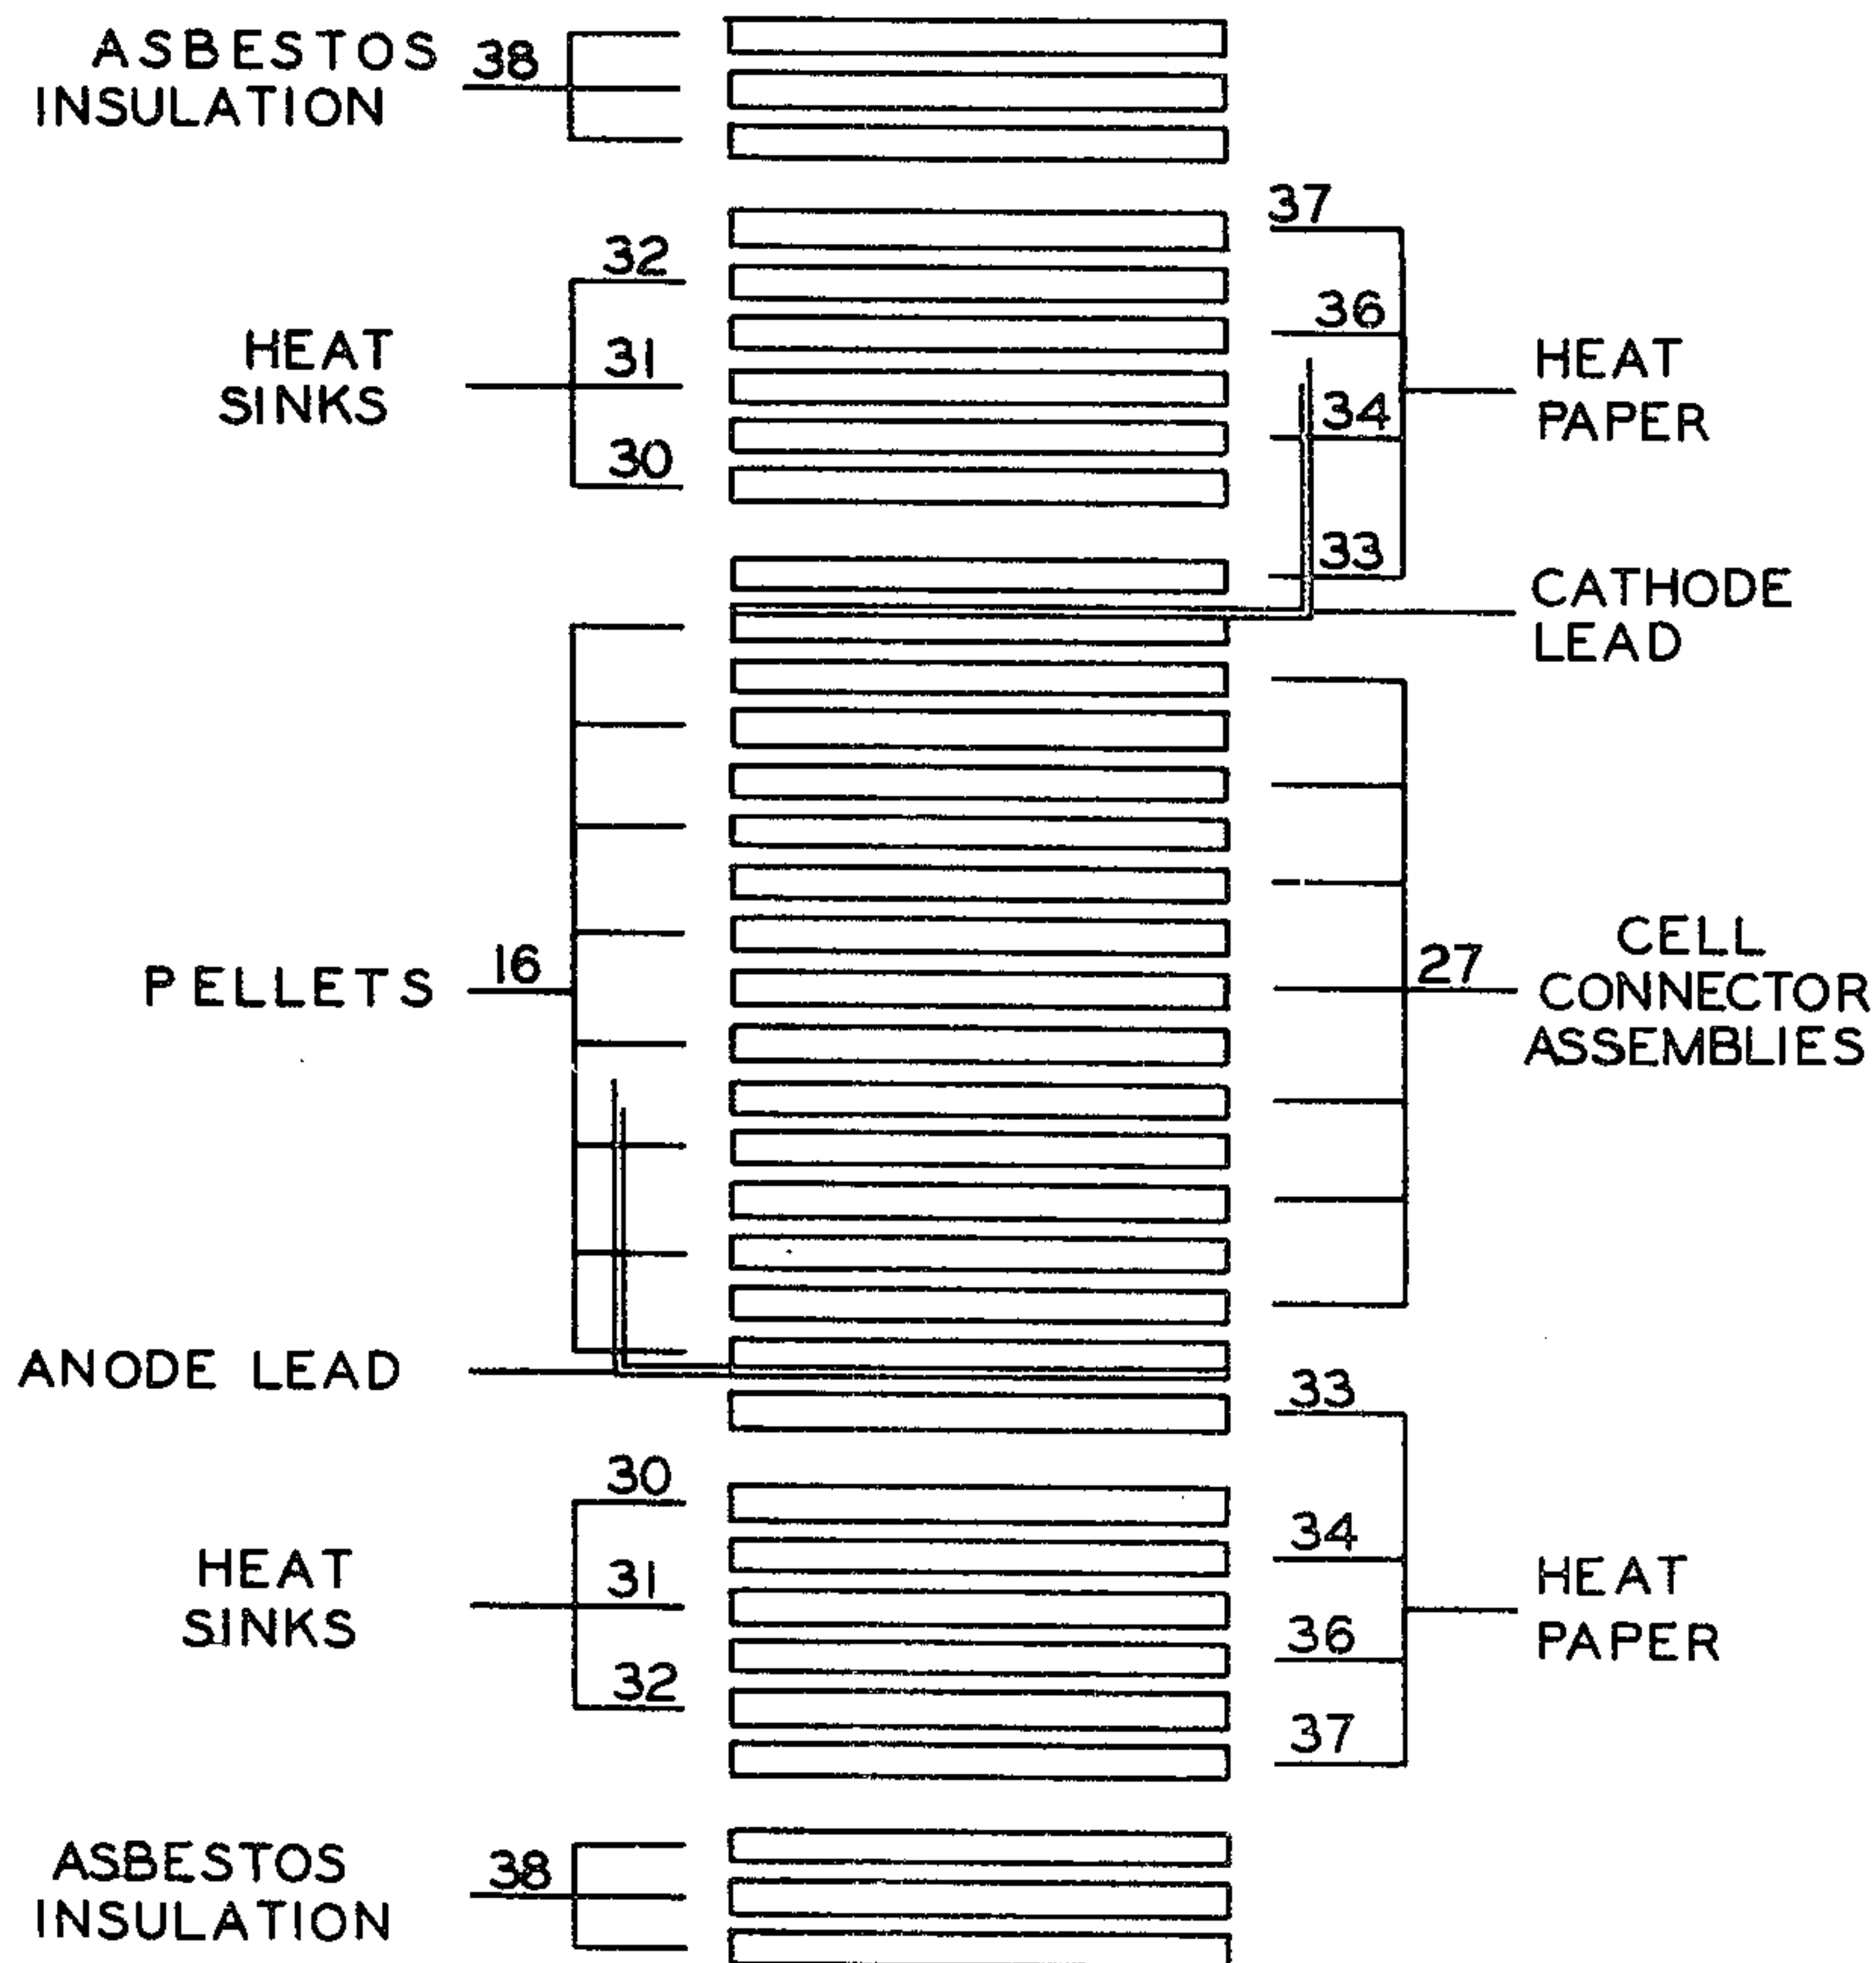 ASBESTOS
INSULATION
38
37
32
36
HEAT
SINKS
31
HEAT
PAPER
34
30
33
CATHODE
LEAD
PELLETS
16
CELL
CONNECTOR
ASSEMBLIES
27
ANODE LEAD
33
30
34
HEAT
SINKS
31
HEAT
PAPER
36
32
37
ASBESTOS
INSULATION
38